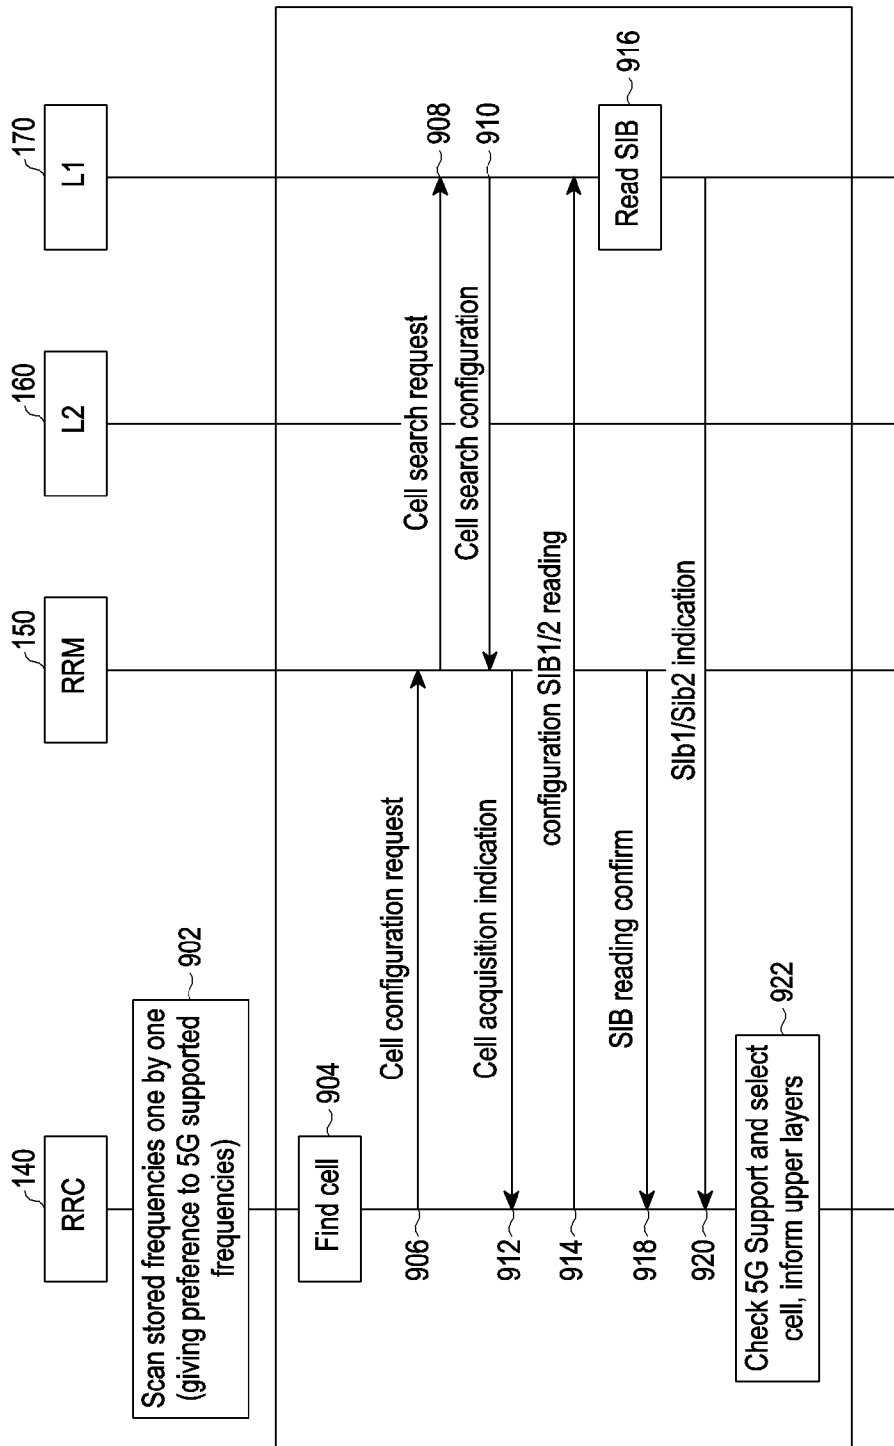 140
RRC
150
RRM
160
L2
170
L1
Scan stored frequencies one by one
(giving preference to 5G supported
frequencies)
902
Find cell
904
906
Cell configuration request
Cell search request
908
Cell search configuration
910
912
Cell acquisition indication
914
configuration SIB1/2 reading
Read SIB
916
918
SIB reading confirm
920
SIb1/Sib2 indication
Check 5G Support and select
cell, inform upper layers
922